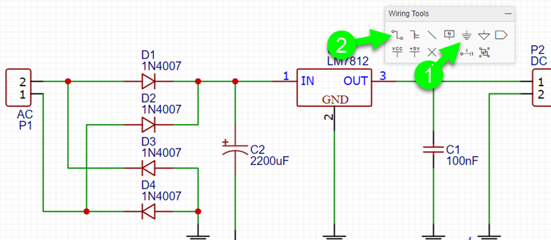 Wiring Tools
2
N
VCC
+5V
1
D1
1N4007
LM7812
P2
DC
2
1
AC
P1
D2
1N4007
1
IN
OUT
3
GND
2
1
2
D3
1N4007
C2
2200uF
C1
100nF
D4
1N4007